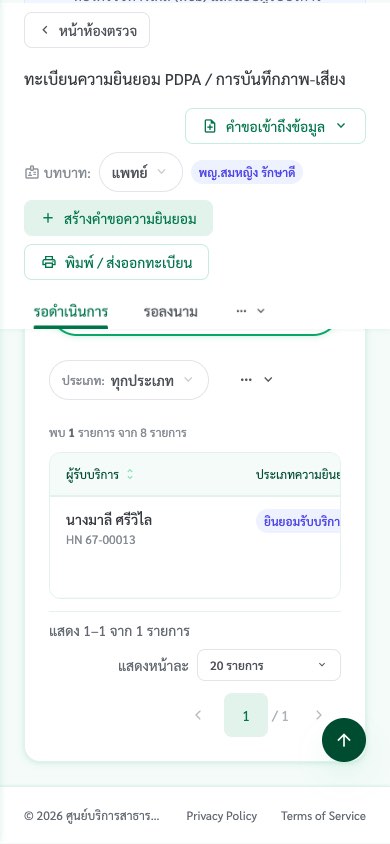 หน้าห้องตรวจ
ทะเบียนความยินยอม PDPA / การบันทึกภาพ-เสียง
คำขอเข้าถึงข้อมูล
บทบาท: แพทย์ พญ.สมหญิง รักษาดี
สร้างคำขอความยินยอม
พิมพ์ / ส่งออกทะเบียน
รอดำเนินการ รอลงนาม ...
ประเภท: ทุกประเภท ...
พบ 1 รายการ จาก 8 รายการ
ผู้รับบริการ ประเภทความยิน
นางมาลี ศรีวิไล ยินยอมรับบริกา
HN 67-00013
แสดง 1–1 จาก 1 รายการ
แสดงหน้าละ 20 รายการ
1 / 1
© 2026 ศูนย์บริการสาธาร... Privacy Policy Terms of Service